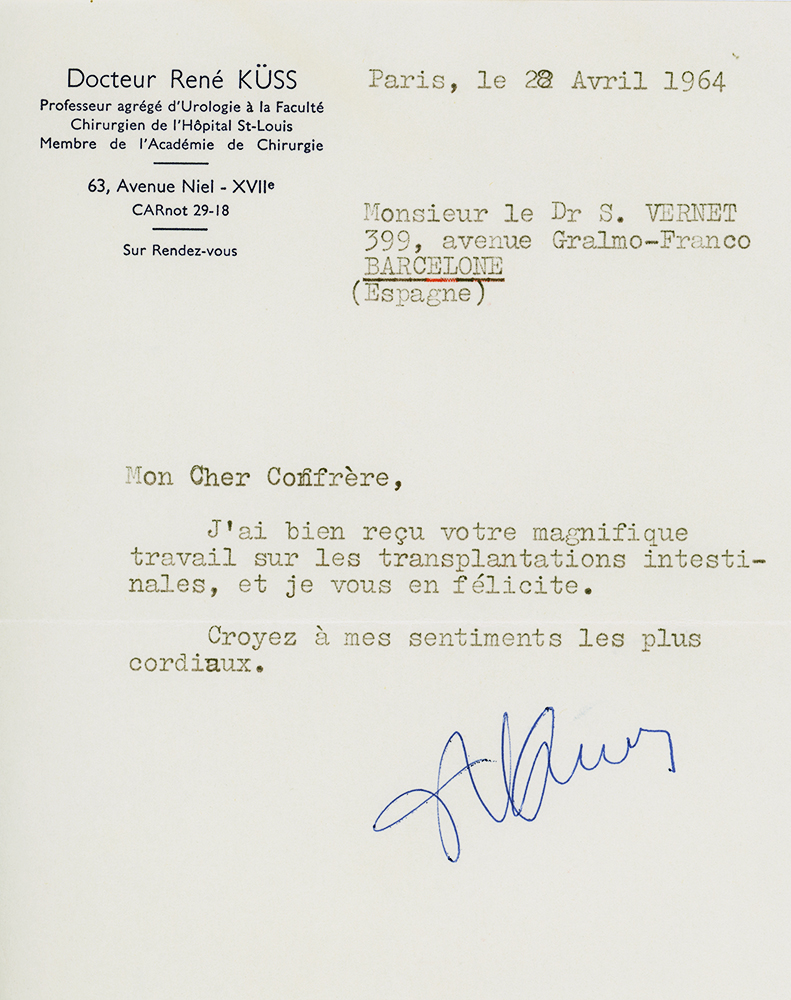 Docteur René KÜSS
Professeur agrégé d'Urologie à la Faculté
Chirurgien de l'Hôpital St-Louis
Membre de l'Académie de Chirurgie
63, Avenue Niel - XVIIe
CARnot 29-18
Sur Rendez-vous
Paris, le 28 Avril 1964
Monsieur le Dr S. VERNET
399, avenue Gralmo-Franco
BARCELONE
(Espagne)
Mon Cher Confrère,
J'ai bien reçu votre magnifique
travail sur les transplantations intesti-
nales, et je vous en félicite.
Croyez à mes sentiments les plus
cordiaux.